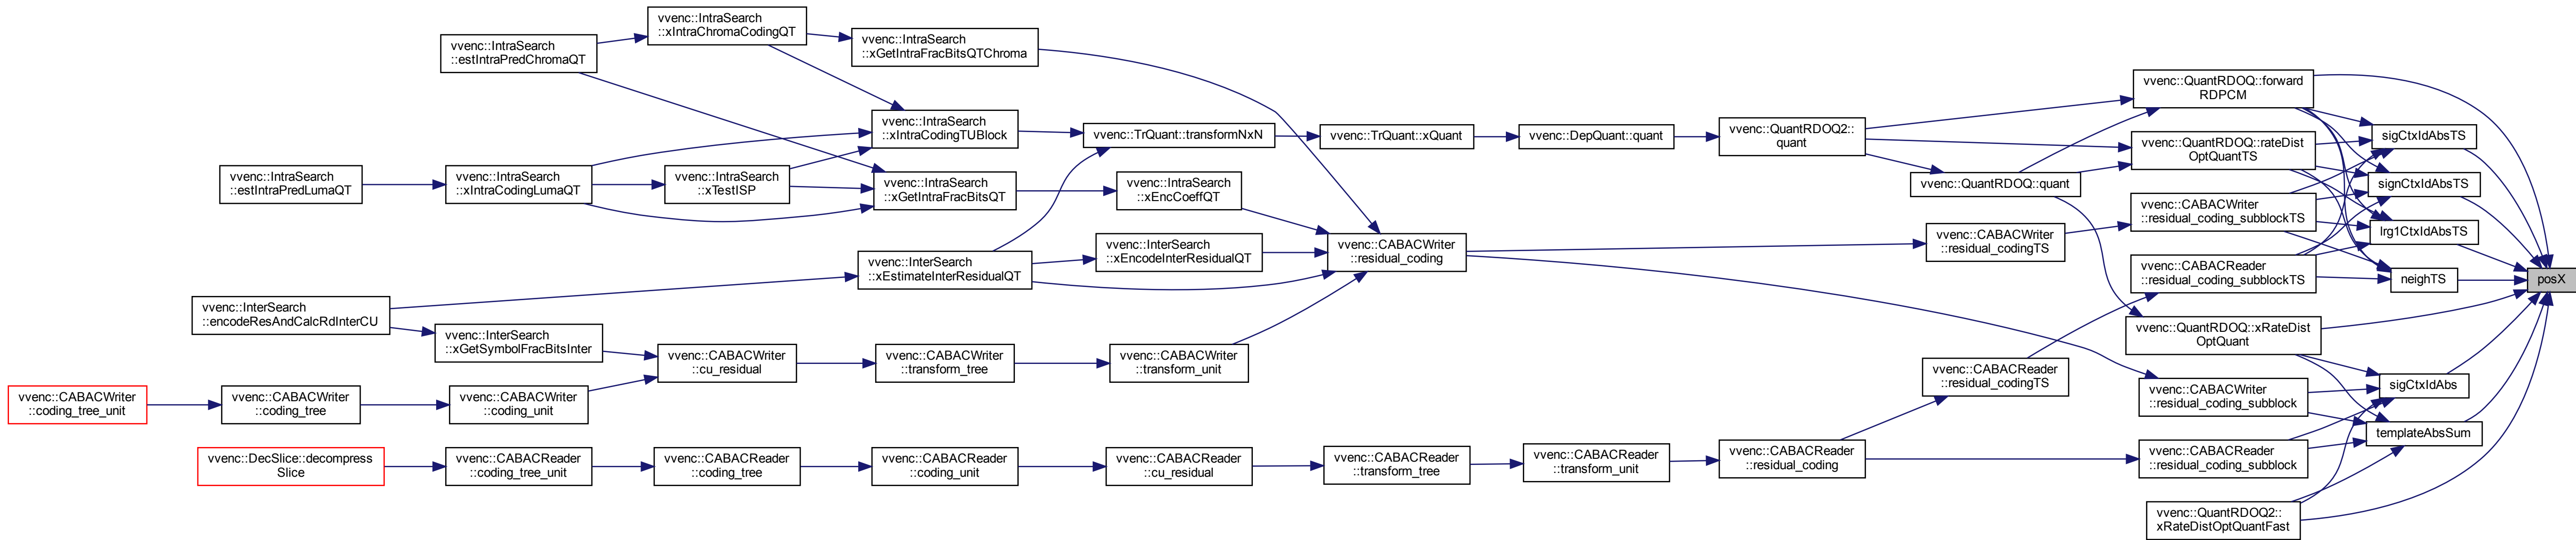 vvenc::IntraSearch
::xIntraChromaCodingQT
vvenc::IntraSearch
::estIntraPredChromaQT
vvenc::IntraSearch
::xGetIntraFracBitsQTChroma
vvenc::IntraSearch
::xIntraCodingTUBlock
vvenc::TrQuant::transformNxN
vvenc::TrQuant::xQuant
vvenc::DepQuant::quant
vvenc::QuantRDOQ2::
quant
vvenc::QuantRDOQ::forward
RDPCM
sigCtxIdAbsTS
vvenc::QuantRDOQ::rateDist
OptQuantTS
vvenc::IntraSearch
::estIntraPredLumaQT
vvenc::IntraSearch
::xIntraCodingLumaQT
vvenc::IntraSearch
::xTestISP
vvenc::IntraSearch
::xGetIntraFracBitsQT
vvenc::IntraSearch
::xEncCoeffQT
vvenc::QuantRDOQ::quant
signCtxIdAbsTS
vvenc::CABACWriter
::residual_coding_subblockTS
lrg1CtxIdAbsTS
vvenc::InterSearch
::xEstimateInterResidualQT
vvenc::InterSearch
::xEncodeInterResidualQT
vvenc::CABACWriter
::residual_coding
vvenc::CABACWriter
::residual_codingTS
vvenc::CABACReader
::residual_coding_subblockTS
neighTS
posX
vvenc::InterSearch
::encodeResAndCalcRdInterCU
vvenc::InterSearch
::xGetSymbolFracBitsInter
vvenc::QuantRDOQ::xRateDist
OptQuant
vvenc::CABACWriter
::cu_residual
vvenc::CABACWriter
::transform_tree
vvenc::CABACWriter
::transform_unit
vvenc::CABACReader
::residual_codingTS
sigCtxIdAbs
vvenc::CABACWriter
::coding_tree_unit
vvenc::CABACWriter
::coding_tree
vvenc::CABACWriter
::coding_unit
vvenc::CABACWriter
::residual_coding_subblock
templateAbsSum
vvenc::DecSlice::decompress
Slice
vvenc::CABACReader
::coding_tree_unit
vvenc::CABACReader
::coding_tree
vvenc::CABACReader
::coding_unit
vvenc::CABACReader
::cu_residual
vvenc::CABACReader
::transform_tree
vvenc::CABACReader
::transform_unit
vvenc::CABACReader
::residual_coding
vvenc::CABACReader
::residual_coding_subblock
vvenc::QuantRDOQ2::
xRateDistOptQuantFast